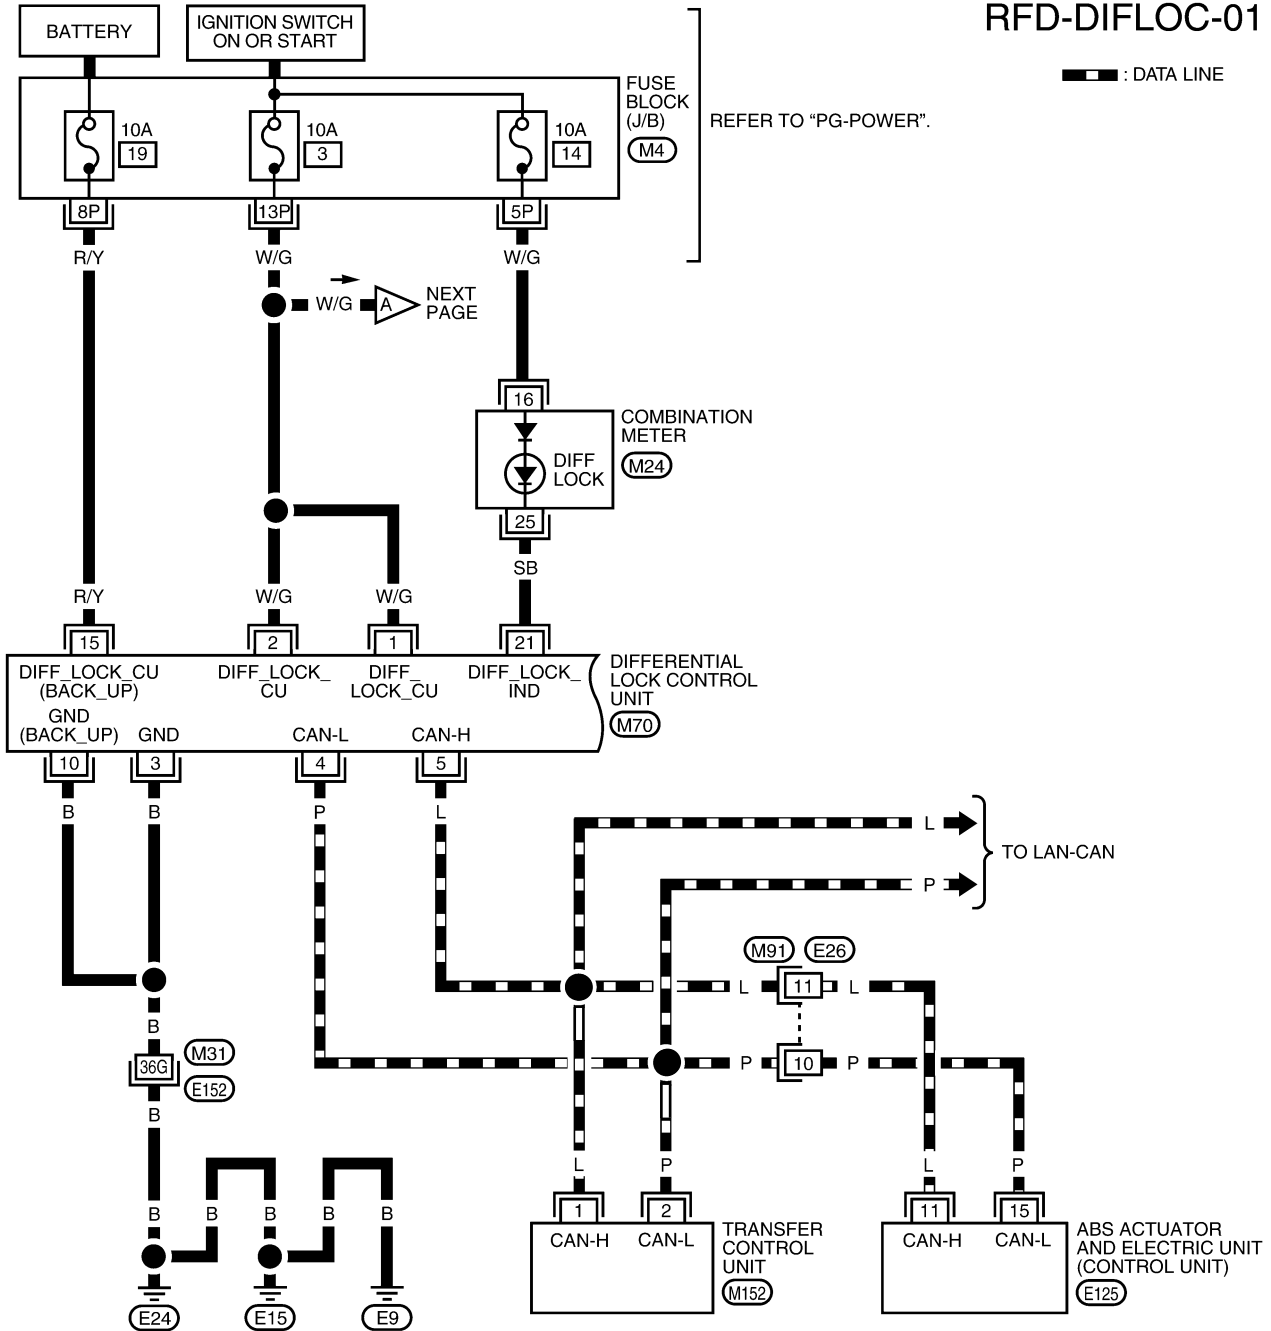 RFD-DIFLOC-01
: DATA LINE
BATTERY
IGNITION SWITCH
ON OR START
FUSE
BLOCK
(J/B)
M4
REFER TO “PG-POWER”.
10A
19
10A
3
10A
14
8P
13P
5P
R/Y
W/G
W/G
W/G
A
NEXT
PAGE
16
COMBINATION
METER
M24
DIFF
LOCK
25
SB
R/Y
W/G
W/G
15
2
1
21
DIFF_LOCK_CU
(BACK_UP)
DIFF_LOCK_
CU
DIFF_
LOCK_CU
DIFF_LOCK_
IND
DIFFERENTIAL
LOCK CONTROL
UNIT
M70
GND
(BACK_UP)
GND
CAN-L
CAN-H
10
3
4
5
B
B
P
L
L
P
TO LAN-CAN
M91
E26
L
11
L
P
10
P
B
36G
M31
E152
B
L
P
L
P
B
B
B
B
B
1
2
11
15
CAN-H
CAN-L
TRANSFER
CONTROL
UNIT
M152
CAN-H
CAN-L
ABS ACTUATOR
AND ELECTRIC UNIT
(CONTROL UNIT)
E125
E24
E15
E9